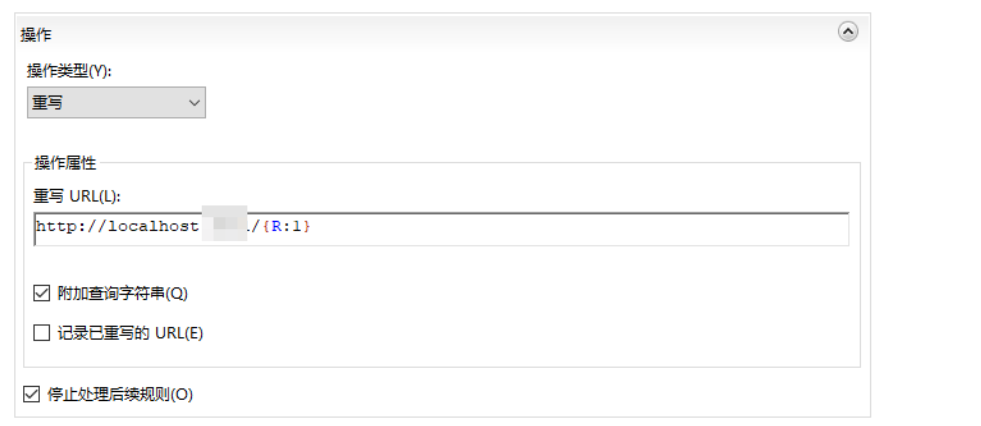 操作
操作类型(Y):
重写
操作属性
重写 URL(L):
http://localhost /{R:1}
附加查询字符串(Q)
记录已重写的 URL(E)
停止处理后续规则(O)